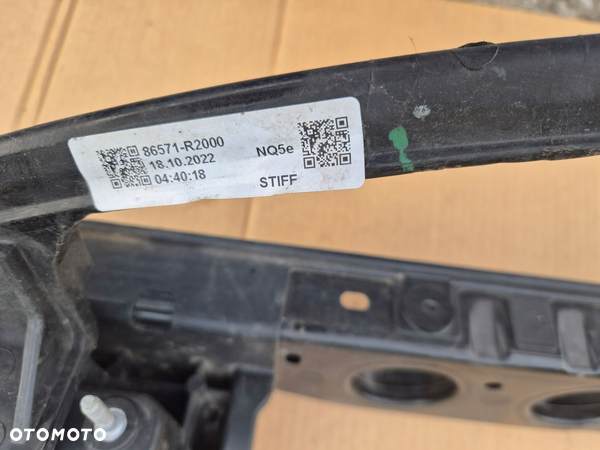 86571-R2000
18.10.2022 NQ5e
04:40:18 STIFF
OTOMOTO